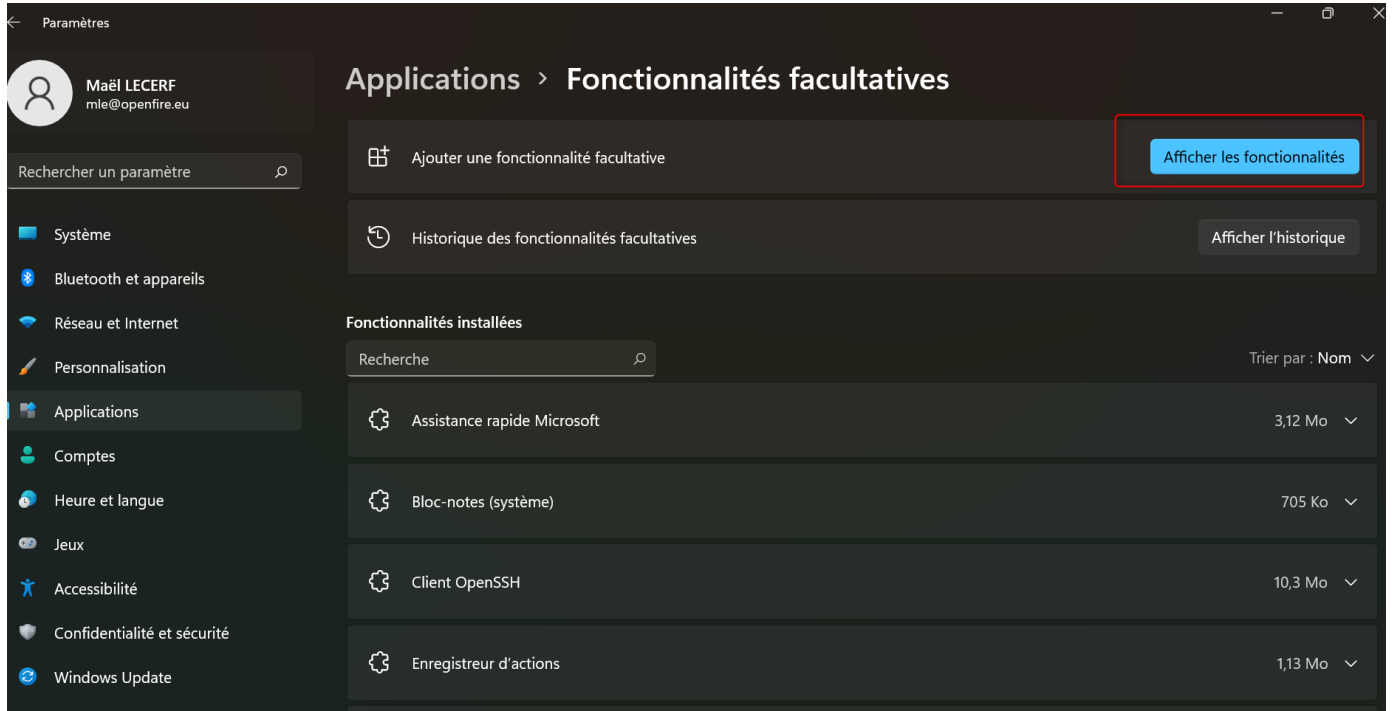 Paramètres
Maël LECERF
mle@openfire.eu
Rechercher un paramètre
Système
Bluetooth et appareils
Réseau et Internet
Personnalisation
Applications
Comptes
Heure et langue
Jeux
Accessibilité
Confidentialité et sécurité
Windows Update
Applications > Fonctionnalités facultatives
Ajouter une fonctionnalité facultative
Afficher les fonctionnalités
Historique des fonctionnalités facultatives
Afficher l'historique
Fonctionnalités installées
Recherche
Trier par : Nom
Assistance rapide Microsoft
3,12 Mo
Bloc-notes (système)
705 Ko
Client OpenSSH
10,3 Mo
Enregistreur d'actions
1,13 Mo